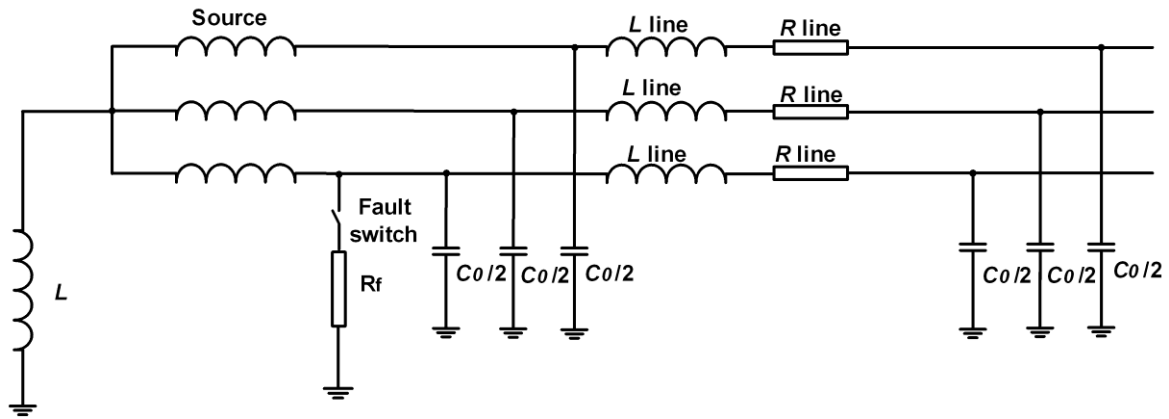 Source
L line
R line
L line
R line
L line
R line
Fault
switch
L
Rf
C0/2
C0/2
C0/2
C0/2
C0/2
C0/2